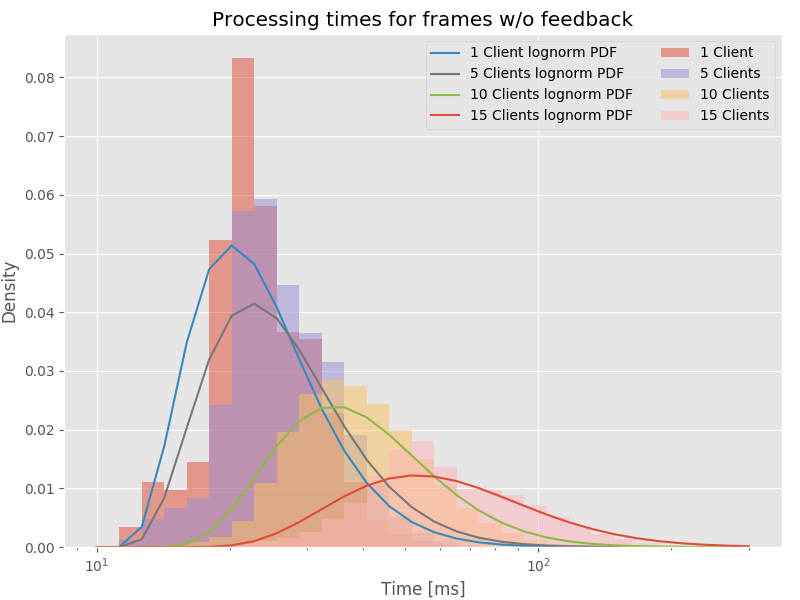 Processing times for frames w/o feedback
1 Client lognorm PDF
5 Clients lognorm PDF
10 Clients lognorm PDF
15 Clients lognorm PDF
1 Client
5 Clients
10 Clients
15 Clients
0.08
0.07
0.06
0.05
0.04
0.03
0.02
0.01
0.00
Density
10¹
10²
Time [ms]